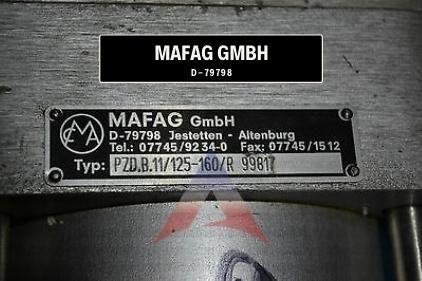 MAFAG GMBH
D-79798
MAFAG GmbH
D-79798 Jestetten - Altenburg
Tel.: 07745/9234-0 Fax: 07745/1512
Typ: PZD.B.11/125-160/R 99817